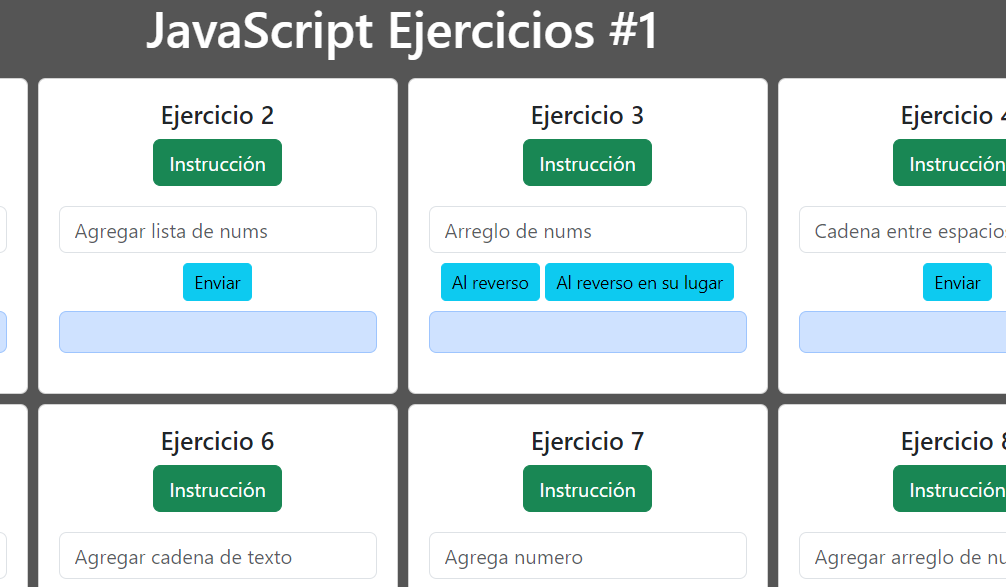 JavaScript Ejercicios #1
Ejercicio 2
Instrucción
Agregar lista de nums
Enviar
Ejercicio 3
Instrucción
Arreglo de nums
Al reverso Al reverso en su lugar
Ejercicio 4
Instrucción
Cadena entre espacios
Enviar
Ejercicio 6
Instrucción
Agregar cadena de texto
Ejercicio 7
Instrucción
Agrega numero
Ejercicio 8
Instrucción
Agregar arreglo de nu